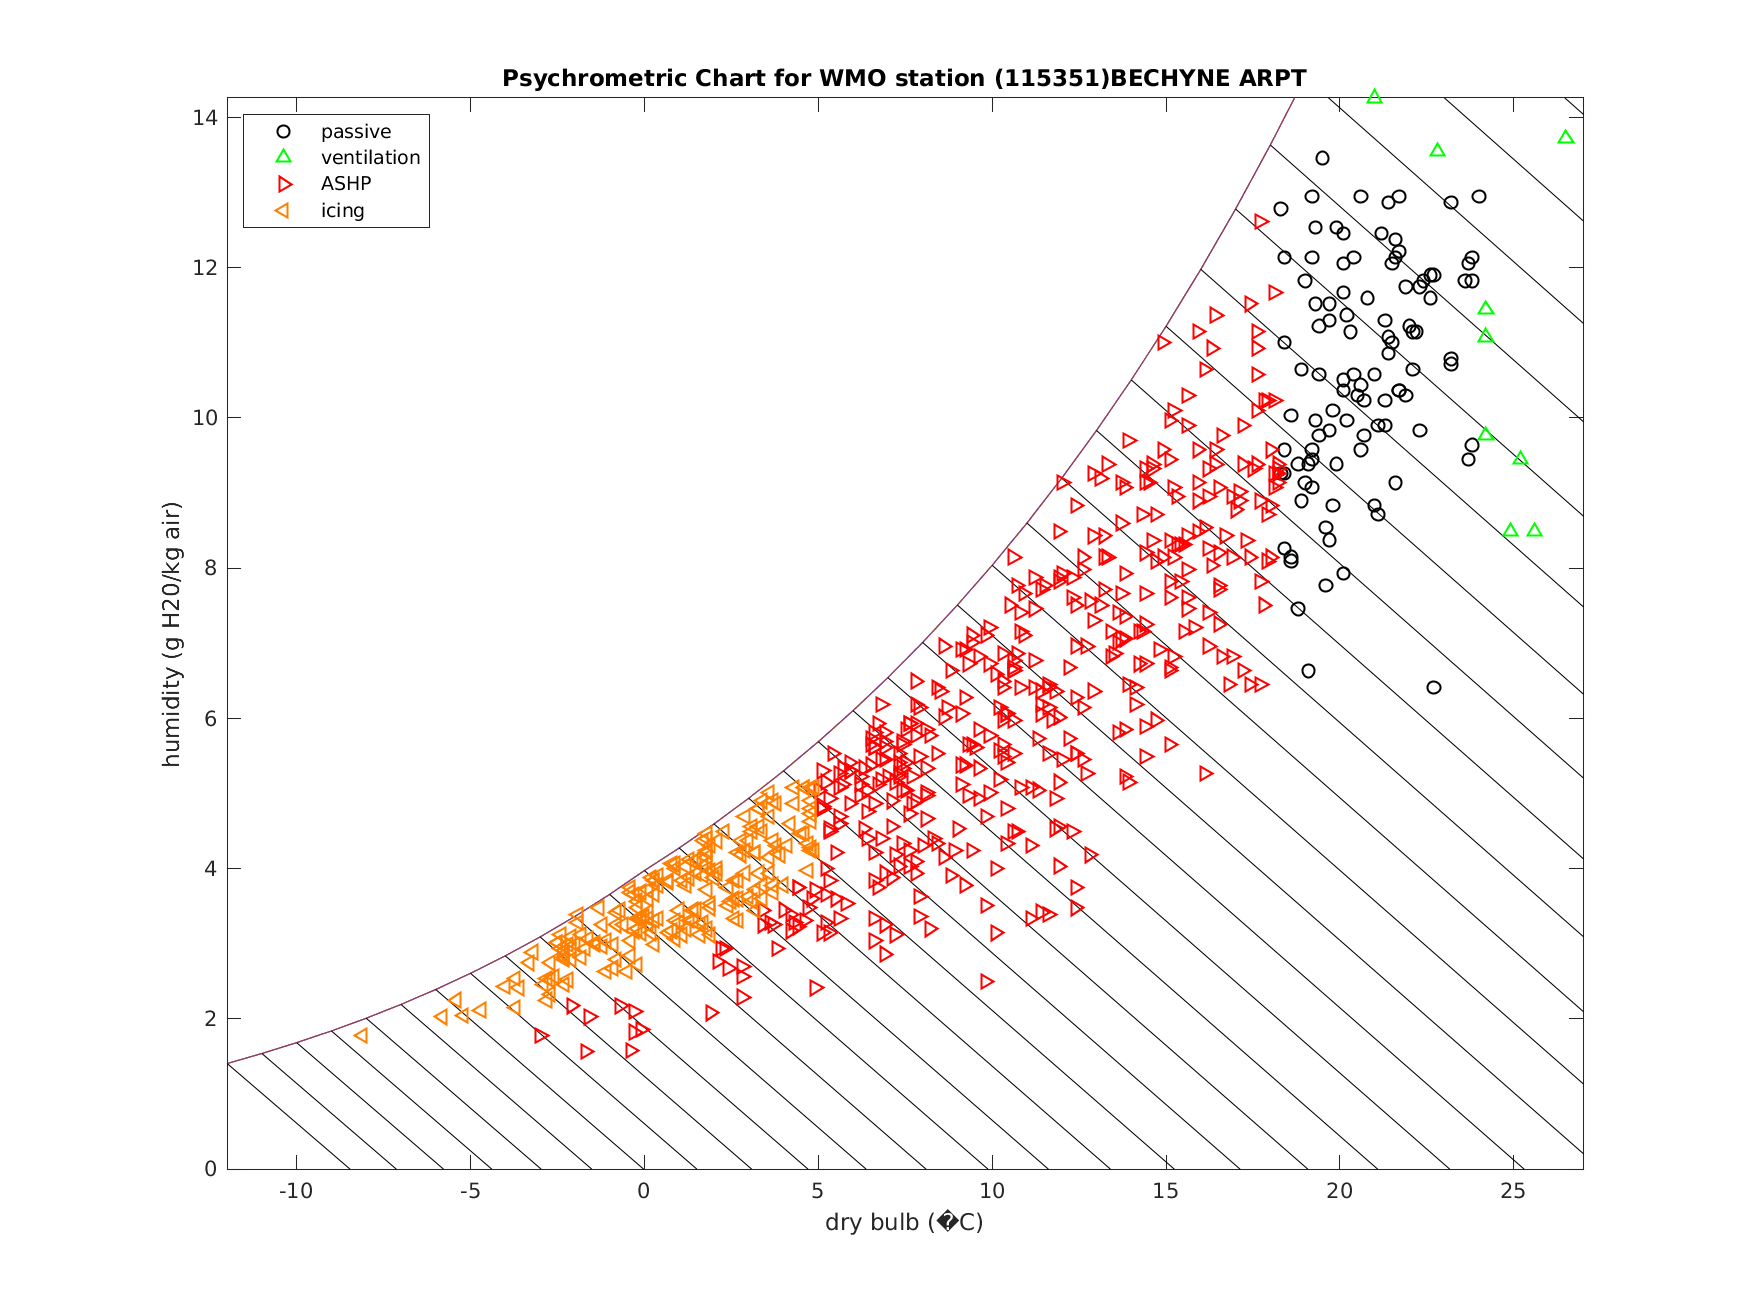 Psychrometric Chart for WMO station (115351)BECHYNE ARPT
passive
ventilation
ASHP
icing
humidity (g H20/kg air)
14
12
10
8
6
4
2
0
-10 -5 0 5 10 15 20 25
dry bulb (�C)